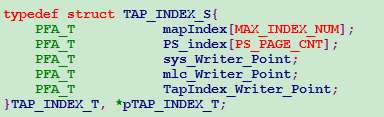 typedef struct TAP_INDEX_S{
PFA_T mapIndex[MAX_INDEX_NUM];
PFA_T PS_index[PS_PAGE_CNT];
PFA_T sys_Writer_Point;
PFA_T mlc_Writer_Point;
PFA_T TapIndex_Writer_Point;
}TAP_INDEX_T, *pTAP_INDEX_T;